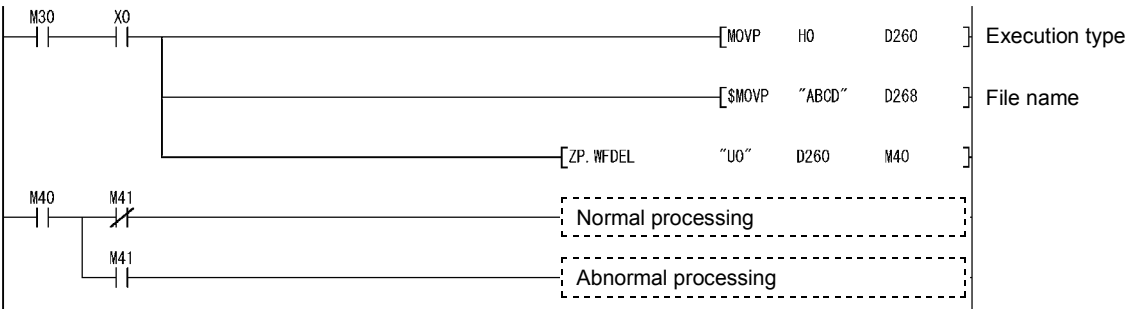 M30 X0
[MOVP H0 D260 ] Execution type
[$MOVP "ABCD" D268 ] File name
[ZP.WFDEL "U0" D260 M40 ]
M40 M41
Normal processing
M41
Abnormal processing